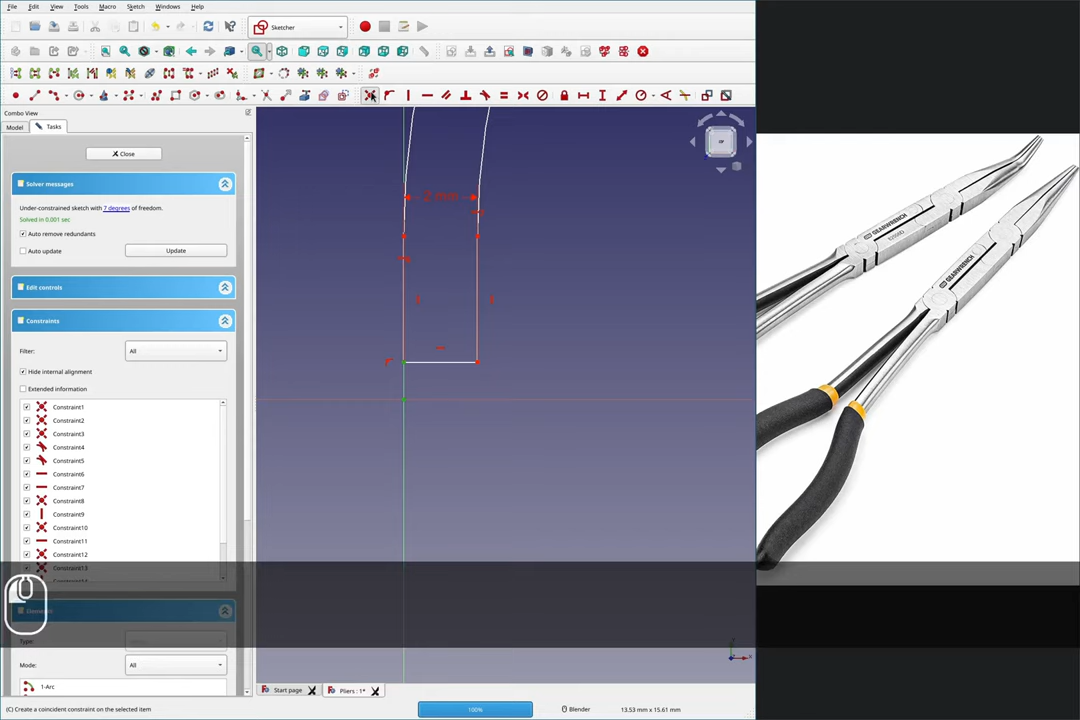 File Edit View Tools Macro Sketch Windows Help
Sketcher
Combo View
Model Tasks
Close
Solver messages
Under-constrained sketch with 7 degrees of freedom.
Solved in 0.001 sec
Auto remove redundants
Auto update Update
Edit controls
Constraints
Filter: All
Hide internal alignment
Extended information
Constraint1
Constraint2
Constraint3
Constraint4
Constraint5
Constraint6
Constraint7
Constraint8
Constraint9
Constraint10
Constraint11
Constraint12
Constraint13
Elements
Type:
Mode: All
1-Arc
2 mm
GEARWRENCH
GEARWRENCH
Start page Pliers : 1*
(C) Create a coincident constraint on the selected item 100% Blender 13.53 mm x 15.61 mm